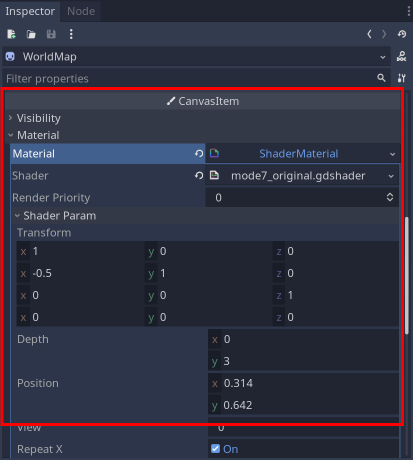 Inspector Node
WorldMap
Filter properties
CanvasItem
Visibility
Material
Material ShaderMaterial
Shader mode7_original.gdshader
Render Priority 0
Shader Param
Transform
x 1 y 0 z 0
x -0.5 y 1 z 0
x 0 y 0 z 1
x 0 y 0 z 0
Depth x 0
y 3
Position x 0.314
y 0.642
View 0
Repeat X On